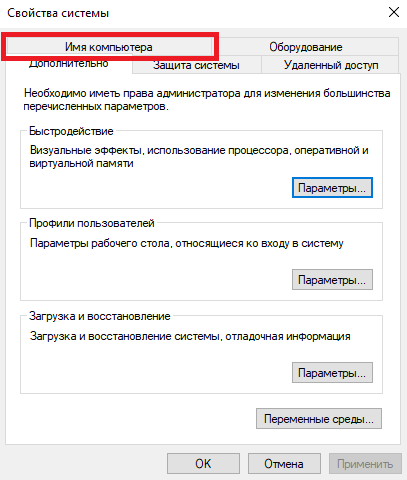 Свойства системы
Имя компьютера
Оборудование
Дополнительно
Защита системы
Удаленный доступ
Необходимо иметь права администратора для изменения большинства
перечисленных параметров.
Быстродействие
Визуальные эффекты, использование процессора, оперативной и
виртуальной памяти
Параметры...
Профили пользователей
Параметры рабочего стола, относящиеся ко входу в систему
Параметры...
Загрузка и восстановление
Загрузка и восстановление системы, отладочная информация
Параметры...
Переменные среды...
OK
Отмена
Применить